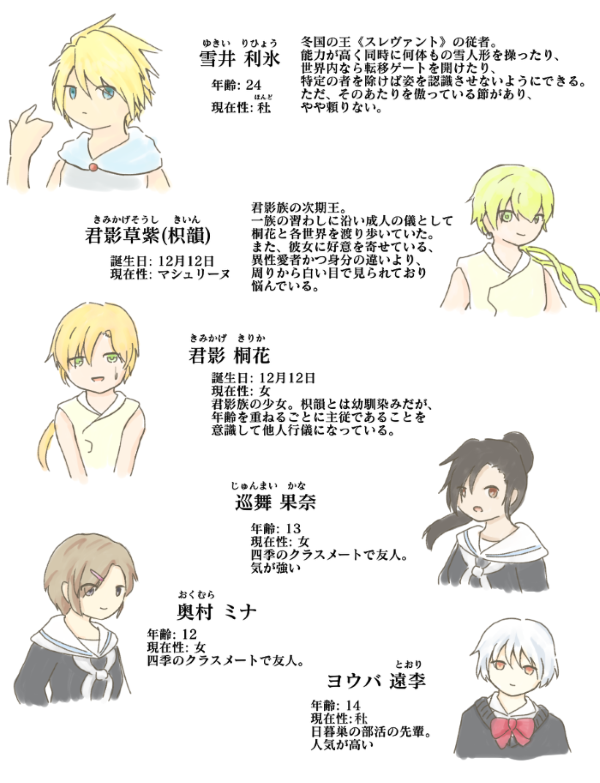 ゆきい りひょう
雪井 利氷
年齢: 24
ほんど
現在性: 秇
冬国の王《スレヴァント》の従者。
能力が高く同時に何体もの雪人形を操ったり、
世界内なら転移ゲートを開けたり、
特定の者を除けば姿を認識させないようにできる。
ただ、そのあたりを傲っている節があり、
やや頼りない。
きみかげそうし きいん
君影草紫(枳韻)
誕生日: 12月12日
現在性: マシュリーヌ
君影族の次期王。
一族の習わしに沿い成人の儀として
桐花と各世界を渡り歩いていた。
また、彼女に好意を寄せている、
異性愛者かつ身分の違いより、
周りから白い目で見られており
悩んでいる。
きみかげ きりか
君影 桐花
誕生日: 12月12日
現在性: 女
君影族の少女。枳韻とは幼馴染みだが、
年齢を重ねるごとに主従であることを
意識して他人行儀になっている。
じゅんまい かな
巡舞 果奈
年齢: 13
現在性: 女
四季のクラスメートで友人。
気が強い
おくむら
奥村 ミナ
年齢: 12
現在性: 女
四季のクラスメートで友人。
とおり
ヨウバ 遠李
年齢: 14
現在性:
日暮巣の部活の先輩。
人気が高い